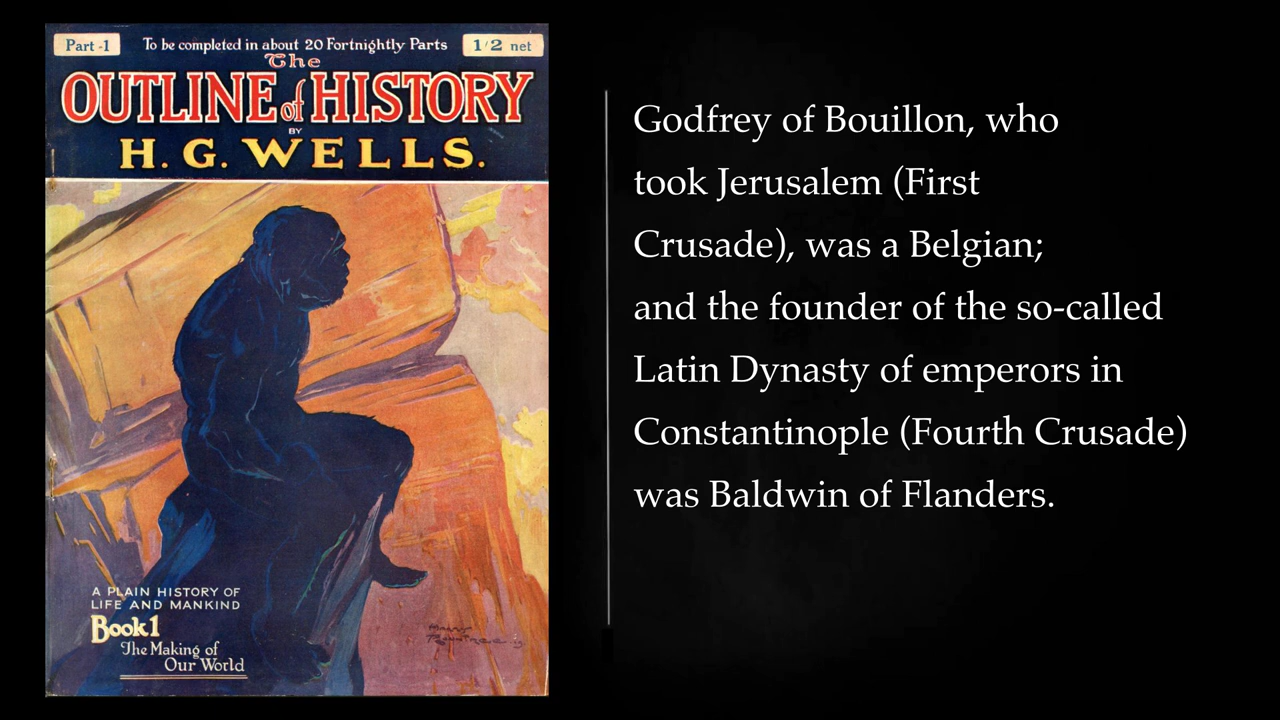 Part -1
To be completed in about 20 Fortnightly Parts
1/2 net
The
OUTLINE of HISTORY
BY
H. G. WELLS.
A PLAIN HISTORY OF
LIFE AND MANKIND
Book 1
The Making of
Our World
Godfrey of Bouillon, who
took Jerusalem (First
Crusade), was a Belgian;
and the founder of the so-called
Latin Dynasty of emperors in
Constantinople (Fourth Crusade)
was Baldwin of Flanders.